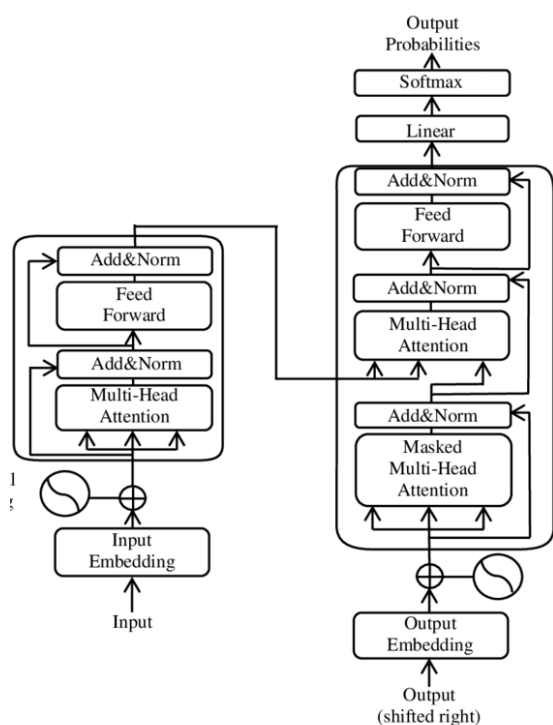 Output
Probabilities
Softmax
Linear
Add&Norm
Feed
Forward
Add&Norm
Multi-Head
Attention
Add&Norm
Masked
Multi-Head
Attention
Output
Embedding
Output
(shifted right)
Add&Norm
Feed
Forward
Add&Norm
Multi-Head
Attention
Input
Embedding
Input